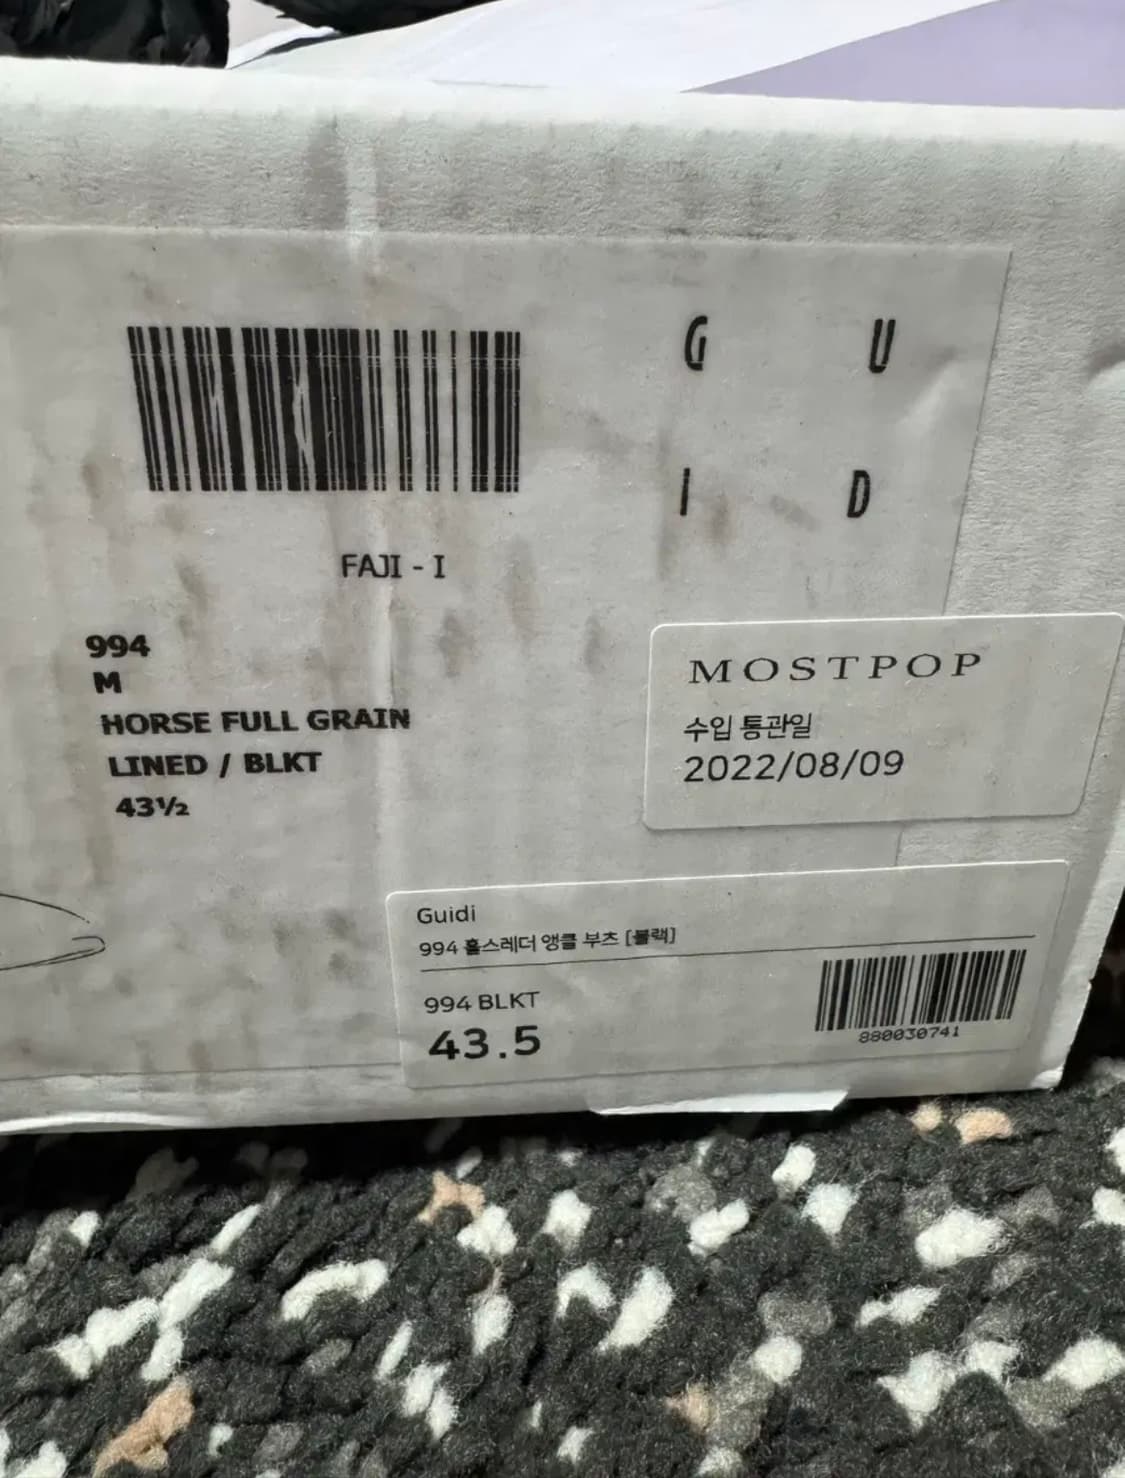 G U
I D
FAJI - I
994
M
HORSE FULL GRAIN
LINED / BLKT
43½
MOSTPOP
수입 통관일
2022/08/09
Guidi
994 홀스레더 앵클 부츠 [블랙]
994 BLKT
43.5
880030741